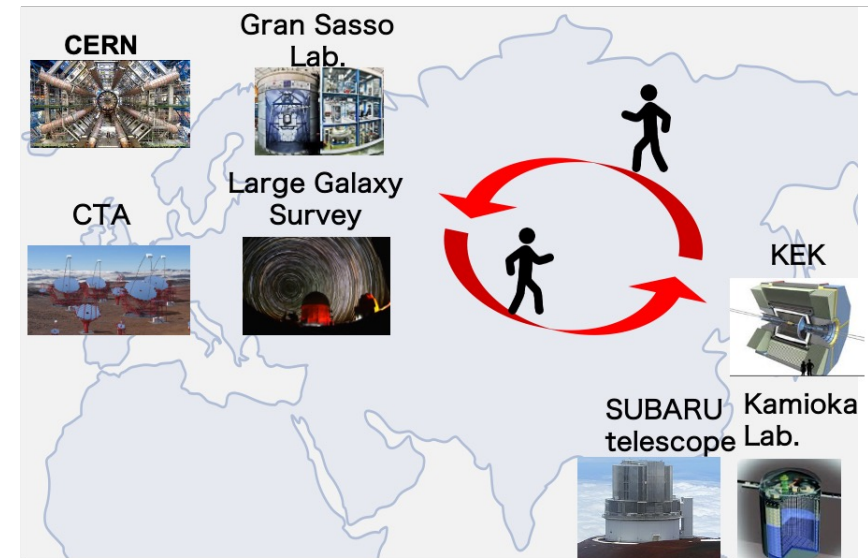 CERN
Gran Sasso
Lab.
CTA
Large Galaxy
Survey
KEK
SUBARU
telescope
Kamioka
Lab.